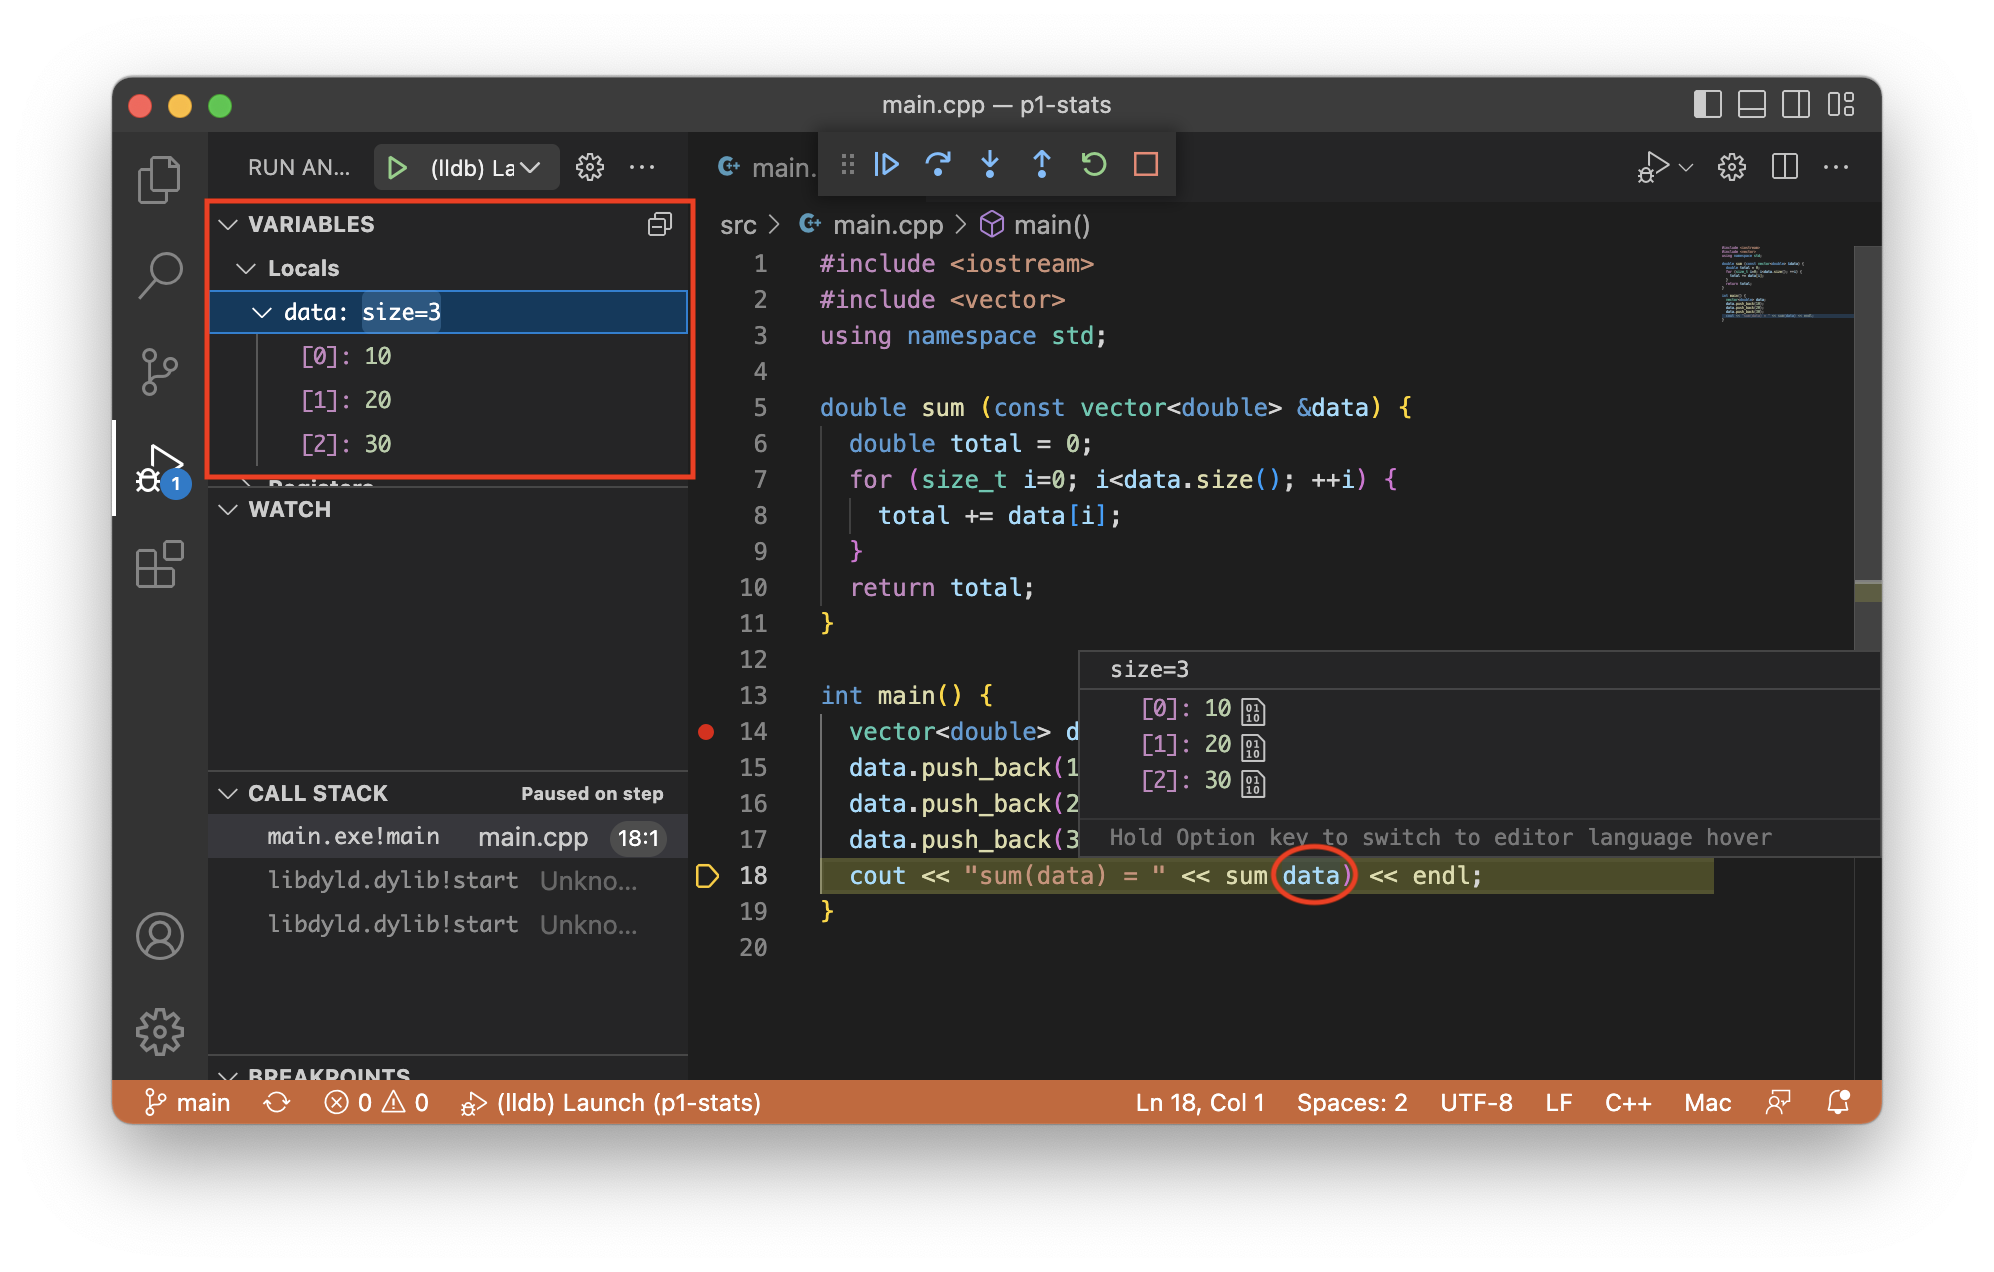 main.cpp — p1-stats
RUN AN... (lldb) La
VARIABLES
Locals
data: size=3
[0]: 10
[1]: 20
[2]: 30
Registers
WATCH
CALL STACK Paused on step
main.exe!main main.cpp 18:1
libdyld.dylib!start Unkno...
libdyld.dylib!start Unkno...
BREAKPOINTS
1
main.
src > main.cpp > main()
1 #include <iostream>
2 #include <vector>
3 using namespace std;
4
5 double sum (const vector<double> &data) {
6 double total = 0;
7 for (size_t i=0; i<data.size(); ++i) {
8 total += data[i];
9 }
10 return total;
11 }
12
13 int main() {
14 vector<double> d
15 data.push_back(1
16 data.push_back(2
17 data.push_back(3
18 cout << "sum(data) = " << sum data) << endl;
19 }
20
size=3
[0]: 10
[1]: 20
[2]: 30
Hold Option key to switch to editor language hover
main 0 0 (lldb) Launch (p1-stats) Ln 18, Col 1 Spaces: 2 UTF-8 LF C++ Mac